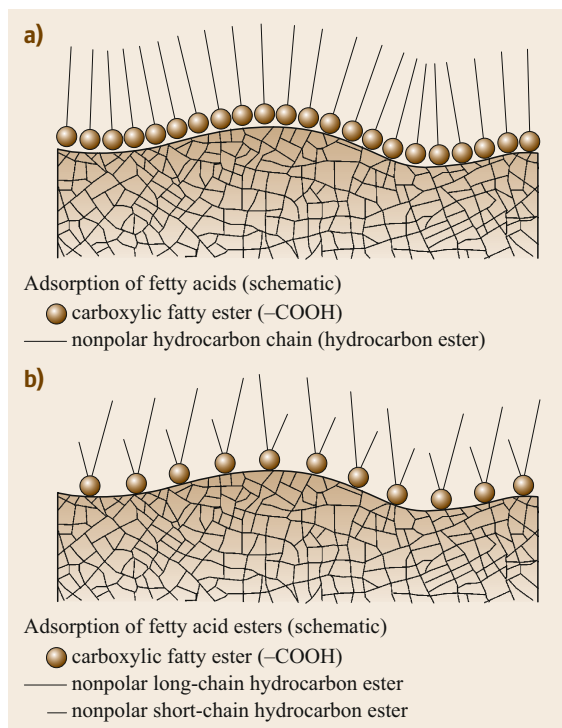 a)
Adsorption of fetty acids (schematic)
carboxylic fatty ester (–COOH)
nonpolar hydrocarbon chain (hydrocarbon ester)
b)
Adsorption of fetty acid esters (schematic)
carboxylic fatty ester (–COOH)
nonpolar long-chain hydrocarbon ester
nonpolar short-chain hydrocarbon ester